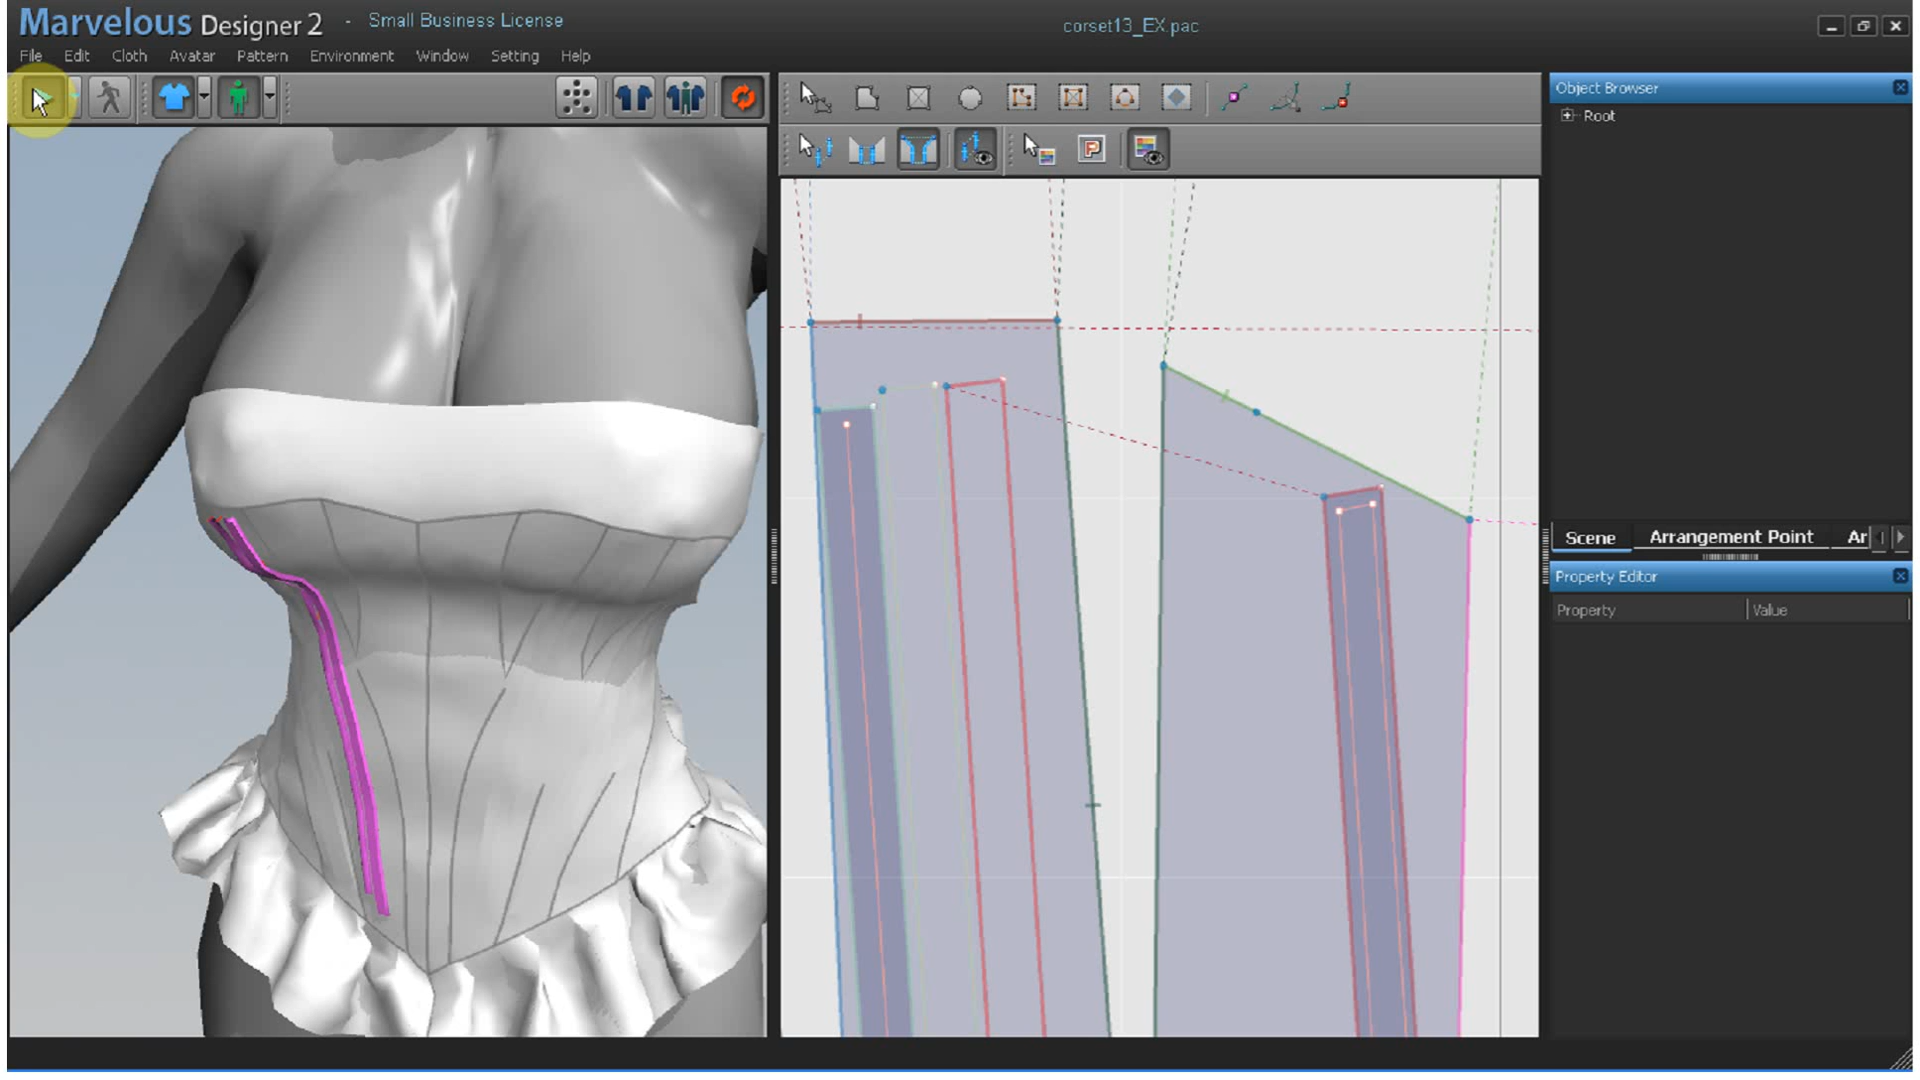 Marvelous Designer 2 - Small Business License
corset13_EX.pac
File Edit Cloth Avatar Pattern Environment Window Setting Help
Object Browser
Root
P
Scene Arrangement Point Ar
Property Editor
Property Value